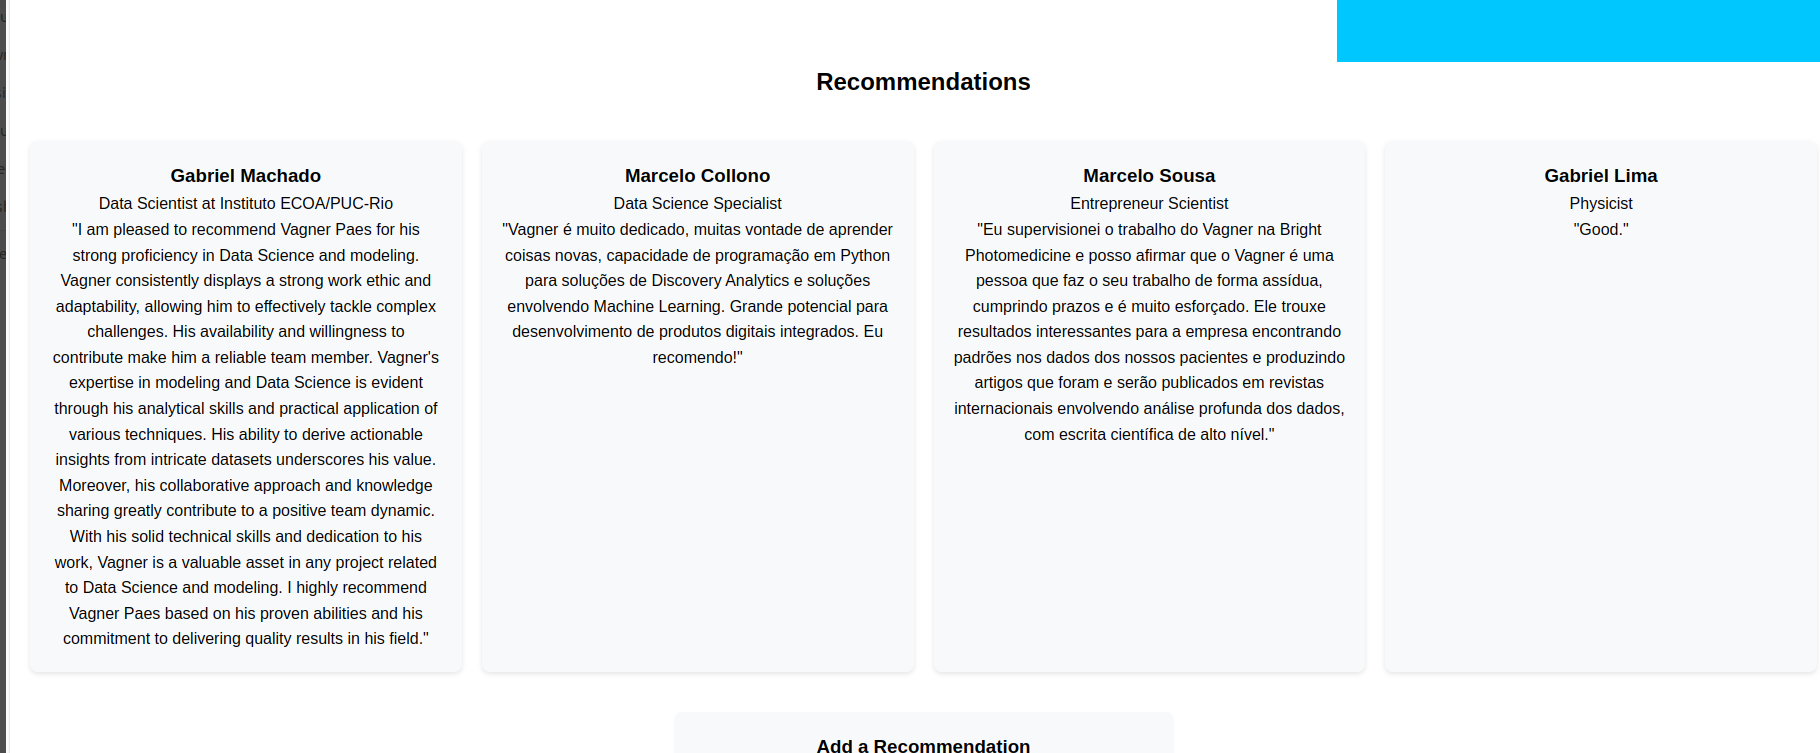 Recommendations
Gabriel Machado
Data Scientist at Instituto ECOA/PUC-Rio
"I am pleased to recommend Vagner Paes for his
strong proficiency in Data Science and modeling.
Vagner consistently displays a strong work ethic and
adaptability, allowing him to effectively tackle complex
challenges. His availability and willingness to
contribute make him a reliable team member. Vagner's
expertise in modeling and Data Science is evident
through his analytical skills and practical application of
various techniques. His ability to derive actionable
insights from intricate datasets underscores his value.
Moreover, his collaborative approach and knowledge
sharing greatly contribute to a positive team dynamic.
With his solid technical skills and dedication to his
work, Vagner is a valuable asset in any project related
to Data Science and modeling. I highly recommend
Vagner Paes based on his proven abilities and his
commitment to delivering quality results in his field."
Marcelo Collono
Data Science Specialist
"Vagner é muito dedicado, muitas vontade de aprender
coisas novas, capacidade de programação em Python
para soluções de Discovery Analytics e soluções
envolvendo Machine Learning. Grande potencial para
desenvolvimento de produtos digitais integrados. Eu
recomendo!"
Marcelo Sousa
Entrepreneur Scientist
"Eu supervisionei o trabalho do Vagner na Bright
Photomedicine e posso afirmar que o Vagner é uma
pessoa que faz o seu trabalho de forma assídua,
cumprindo prazos e é muito esforçado. Ele trouxe
resultados interessantes para a empresa encontrando
padrões nos dados dos nossos pacientes e produzindo
artigos que foram e serão publicados em revistas
internacionais envolvendo análise profunda dos dados,
com escrita científica de alto nível."
Gabriel Lima
Physicist
"Good."
Add a Recommendation